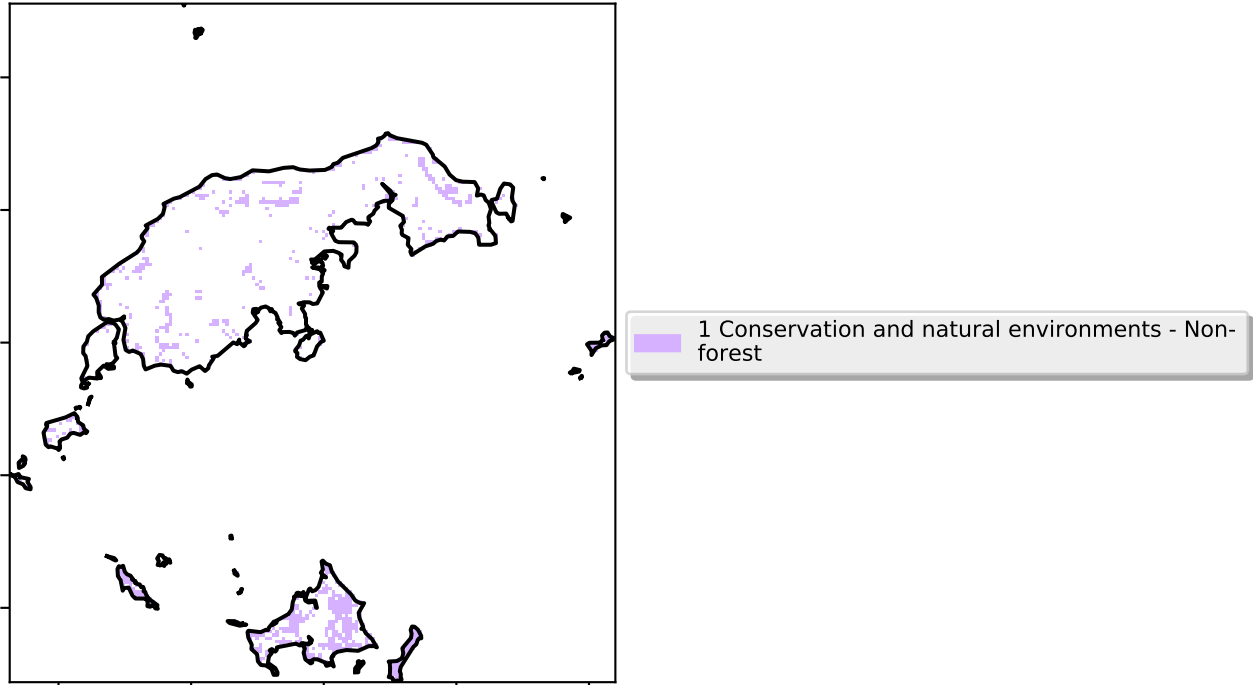 1 Conservation and natural environments - Non-
forest